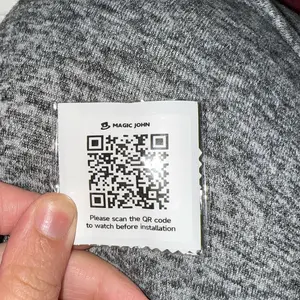 MAGIC JOHN
Please scan the QR code
to watch before installation